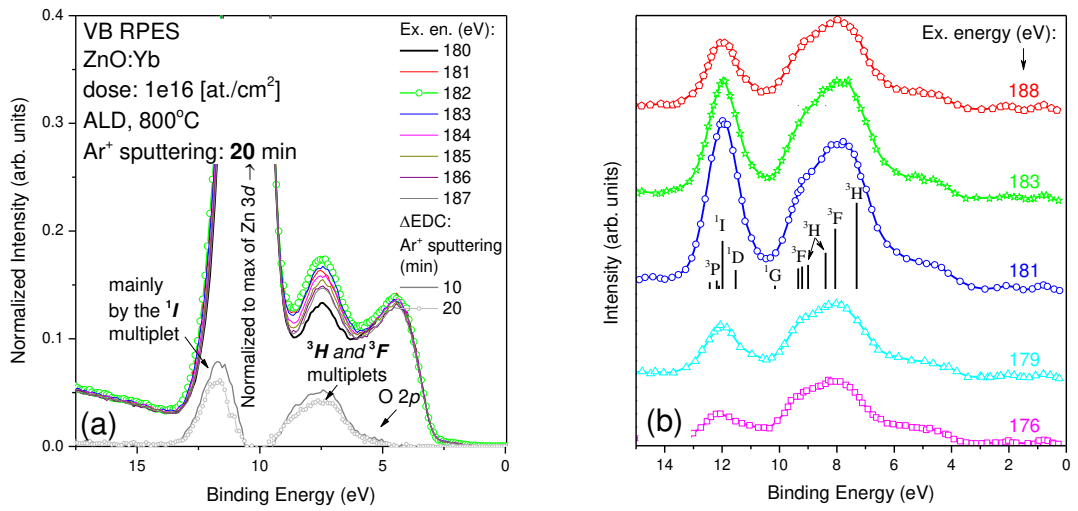 VB RPES
ZnO:Yb
dose: 1e16 [at./cm²]
ALD, 800°C
Ar⁺ sputtering: 20 min
Ex. en. (eV):
180
181
182
183
184
185
186
187
ΔEDC:
Ar⁺ sputtering
(min)
10
20
Normalized to max of Zn 3d →
mainly
by the ¹I
multiplet
³H and ³F
multiplets
O 2p
(a)
0.4
0.3
0.2
0.1
0.0
Normalized Intensity (arb. units)
15
10
5
0
Binding Energy (eV)
Ex. energy (eV):
188
183
181
179
176
³P
¹I
¹D
¹G
³F
³H
³F
³H
(b)
Intensity (arb. units)
14
12
10
8
6
4
2
0
Binding Energy (eV)